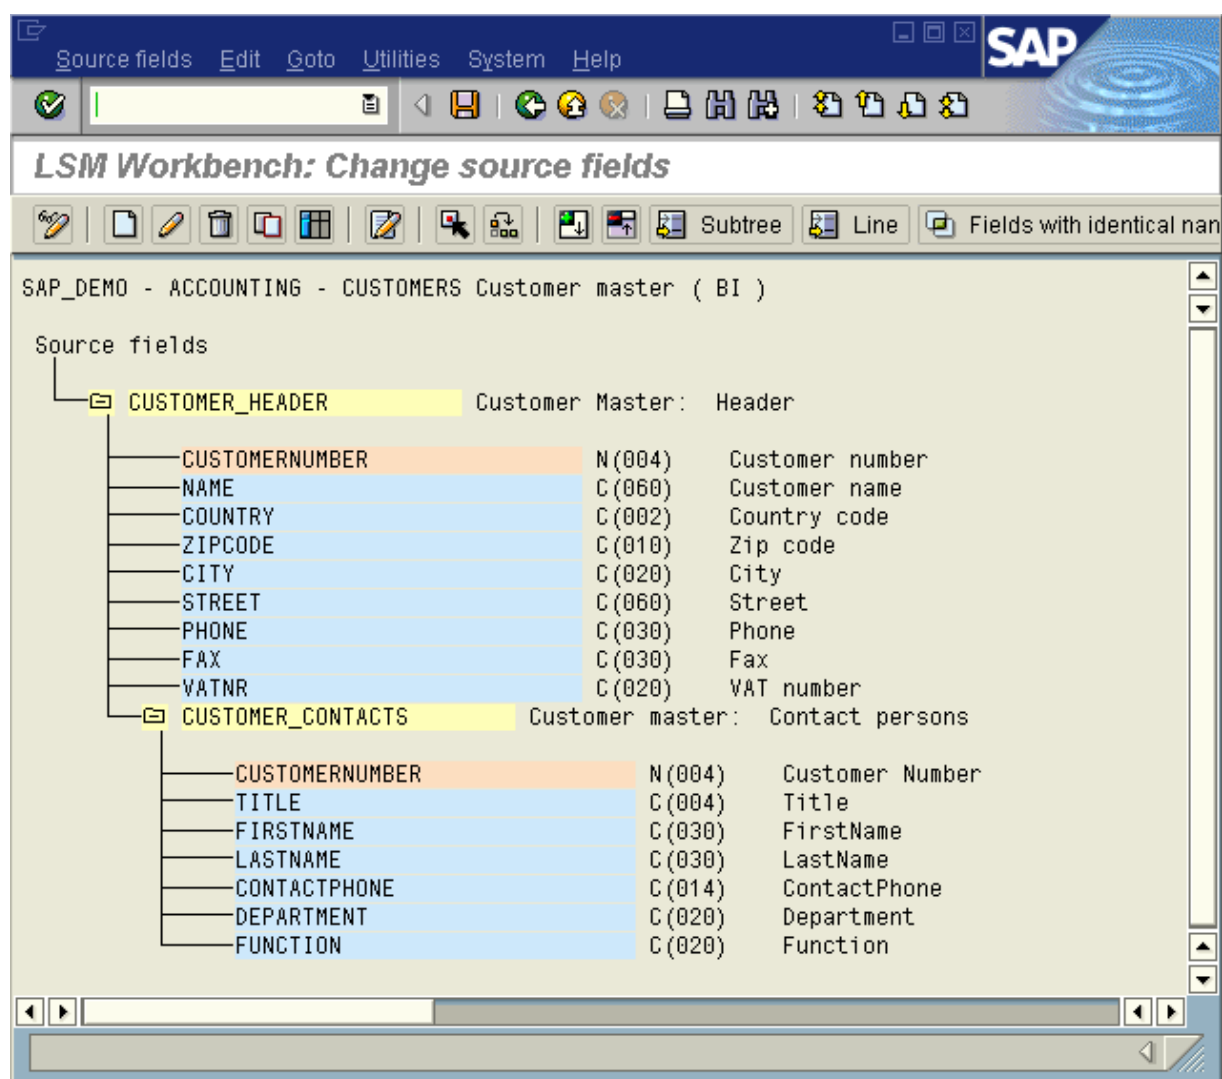 Source fields Edit Goto Utilities System Help
SAP
LSM Workbench: Change source fields
Subtree Line Fields with identical nan
SAP_DEMO - ACCOUNTING - CUSTOMERS Customer master ( BI )
Source fields
CUSTOMER_HEADER Customer Master: Header
CUSTOMERNUMBER N(004) Customer number
NAME C(060) Customer name
COUNTRY C(002) Country code
ZIPCODE C(010) Zip code
CITY C(020) City
STREET C(060) Street
PHONE C(030) Phone
FAX C(030) Fax
VATNR C(020) VAT number
CUSTOMER_CONTACTS Customer master: Contact persons
CUSTOMERNUMBER N(004) Customer Number
TITLE C(004) Title
FIRSTNAME C(030) FirstName
LASTNAME C(030) LastName
CONTACTPHONE C(014) ContactPhone
DEPARTMENT C(020) Department
FUNCTION C(020) Function